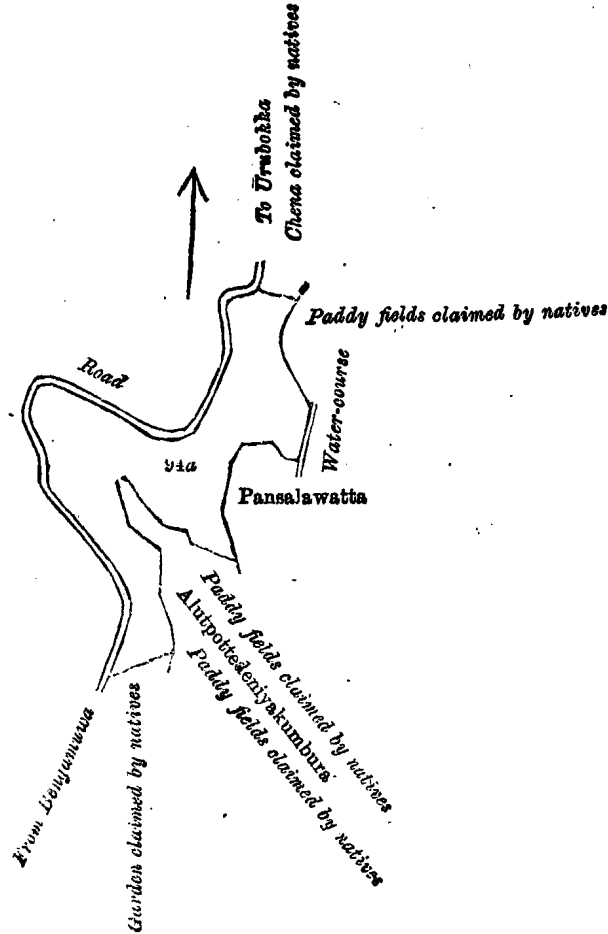 To Urubokka
Chena claimed by natives
Paddy fields claimed by natives
Road
Water-course
94a
Pansalawatta
Paddy fields claimed by natives
Alutpottedeniyakumbura
Paddy fields claimed by natives
From Benyamuwa
Garden claimed by natives